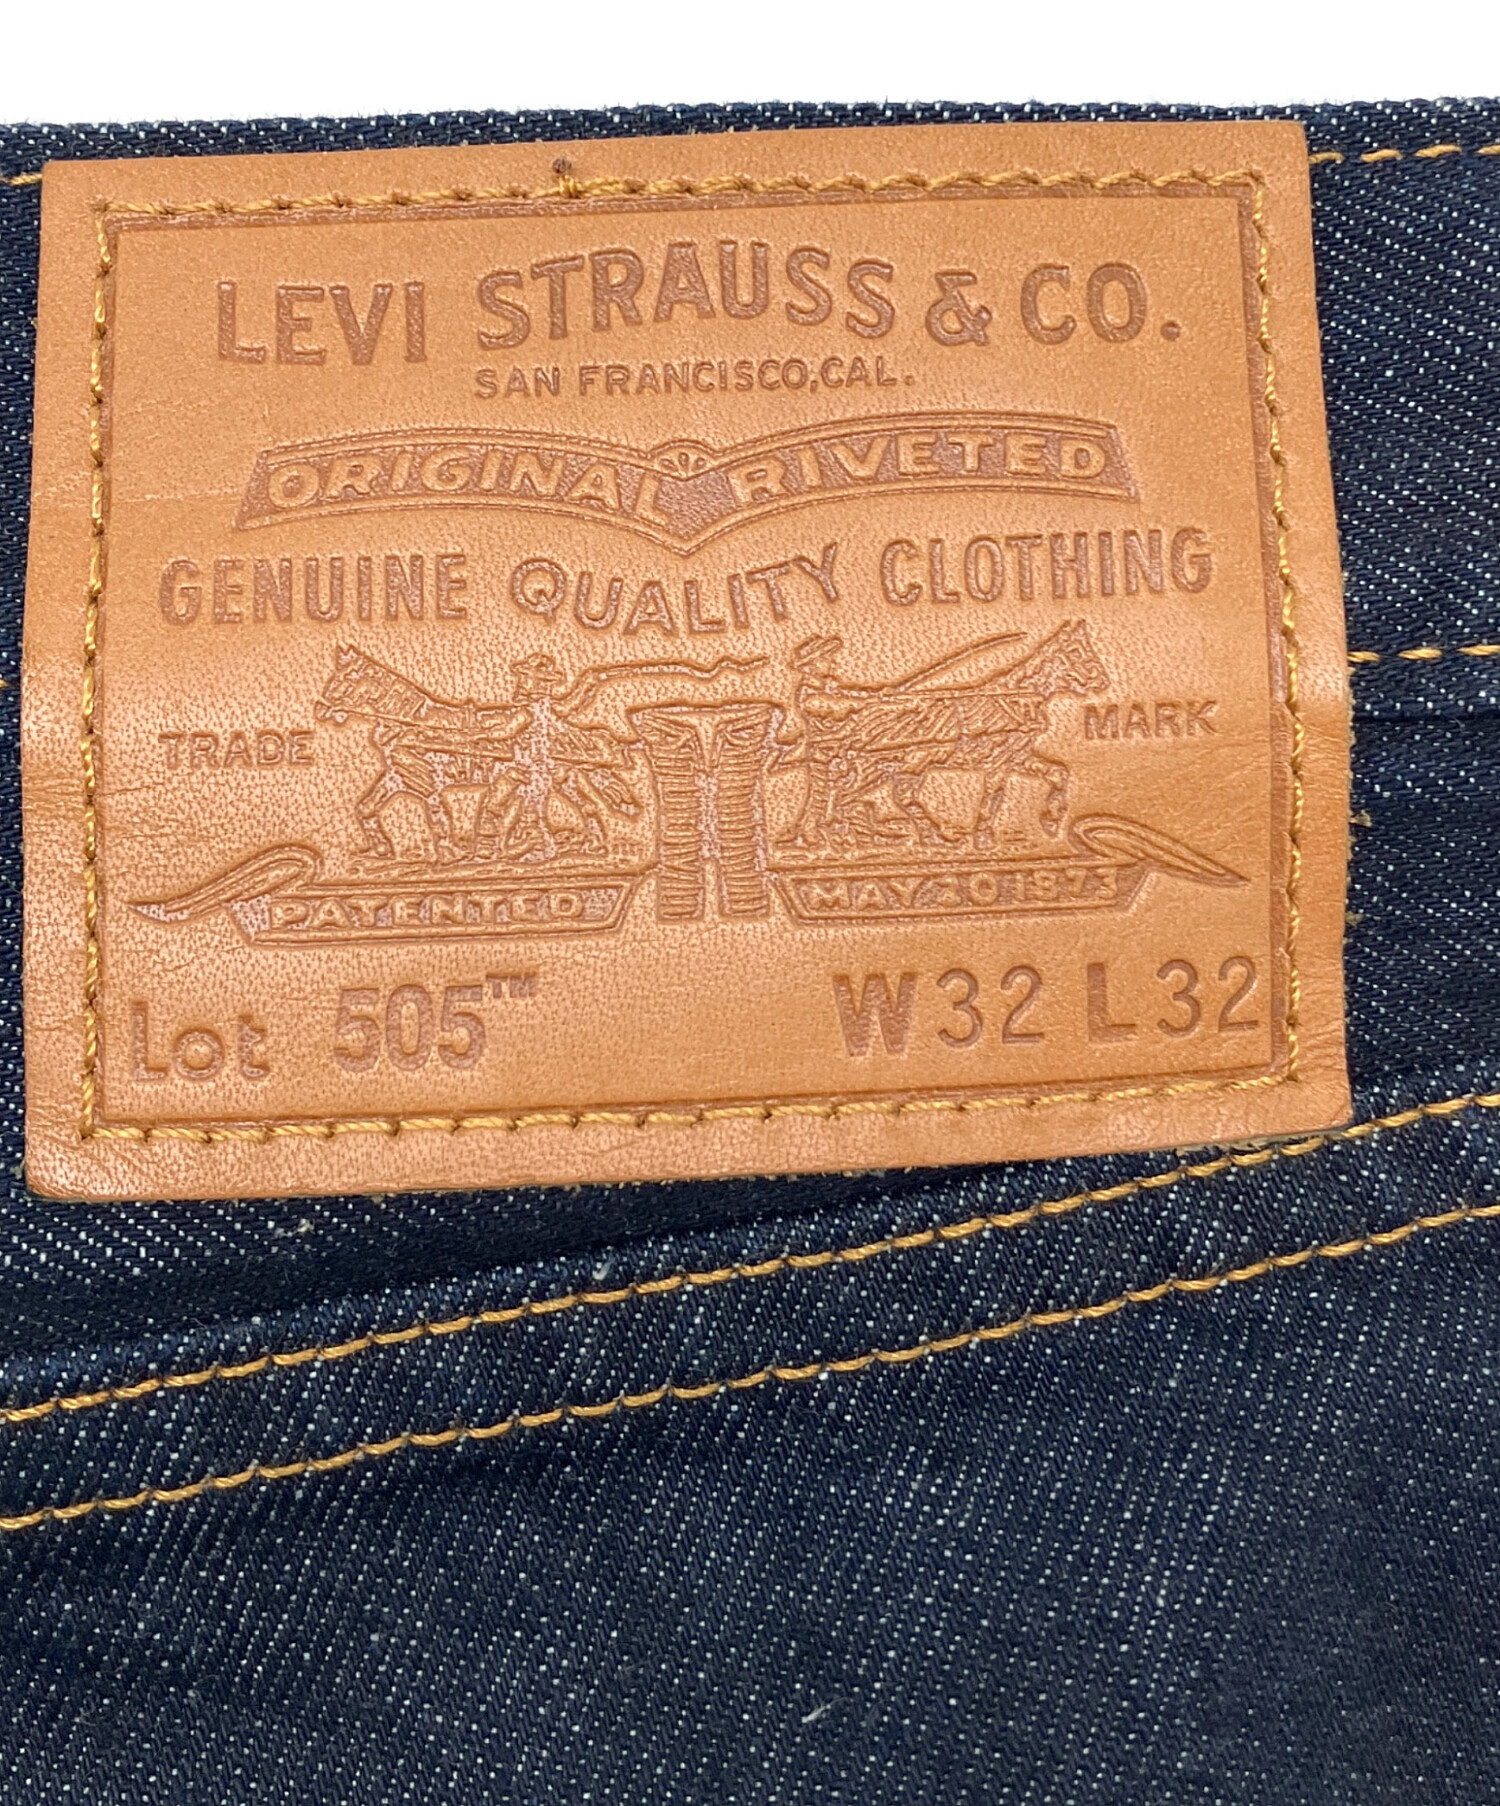 LEVI STRAUSS & CO.
SAN FRANCISCO, CAL.
ORIGINAL RIVETED
GENUINE QUALITY CLOTHING
TRADE MARK
PATENTED MAY 20 1873
Lot 505™ W32 L32